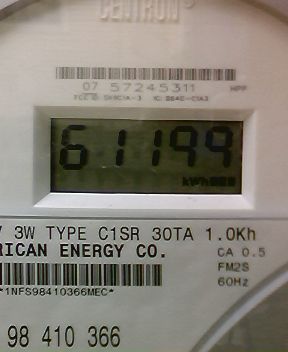 CENTRON®
07 57245311
61199
kWh
3W TYPE C1SR 30TA 1.0Kh
RICAN ENERGY CO.
CA 0.5
FM2S
60Hz
*1NFS98410366MEC*
98 410 366